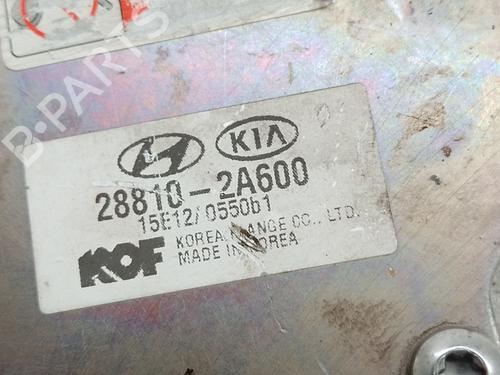 B-PARTS
KIA
28810-2A600
15E12/0550b1
KOF KOREA FLANGE CO., LTD.
MADE IN KOREA